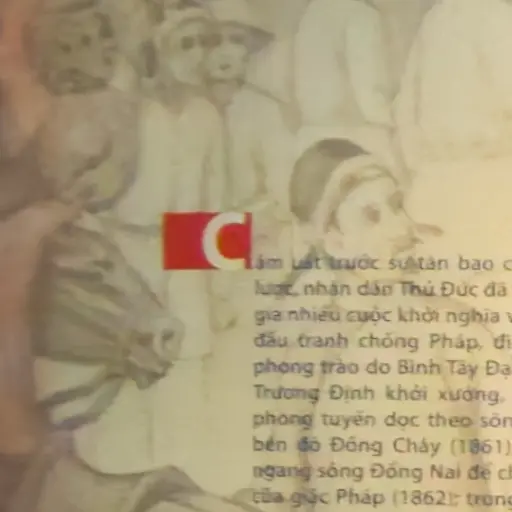 Căm uất trước sự tàn bạo c
lược, nhân dân Thủ Đức đã
gia nhiều cuộc khởi nghĩa v
đấu tranh chống Pháp, đi
phong trào do Bình Tây Đạ
Trương Định khởi xướng,
phòng tuyến dọc theo sôn
bến đò Đồng Cháy (1861)
ngang sông Đồng Nai để ch
của giặc Pháp (1862); tron